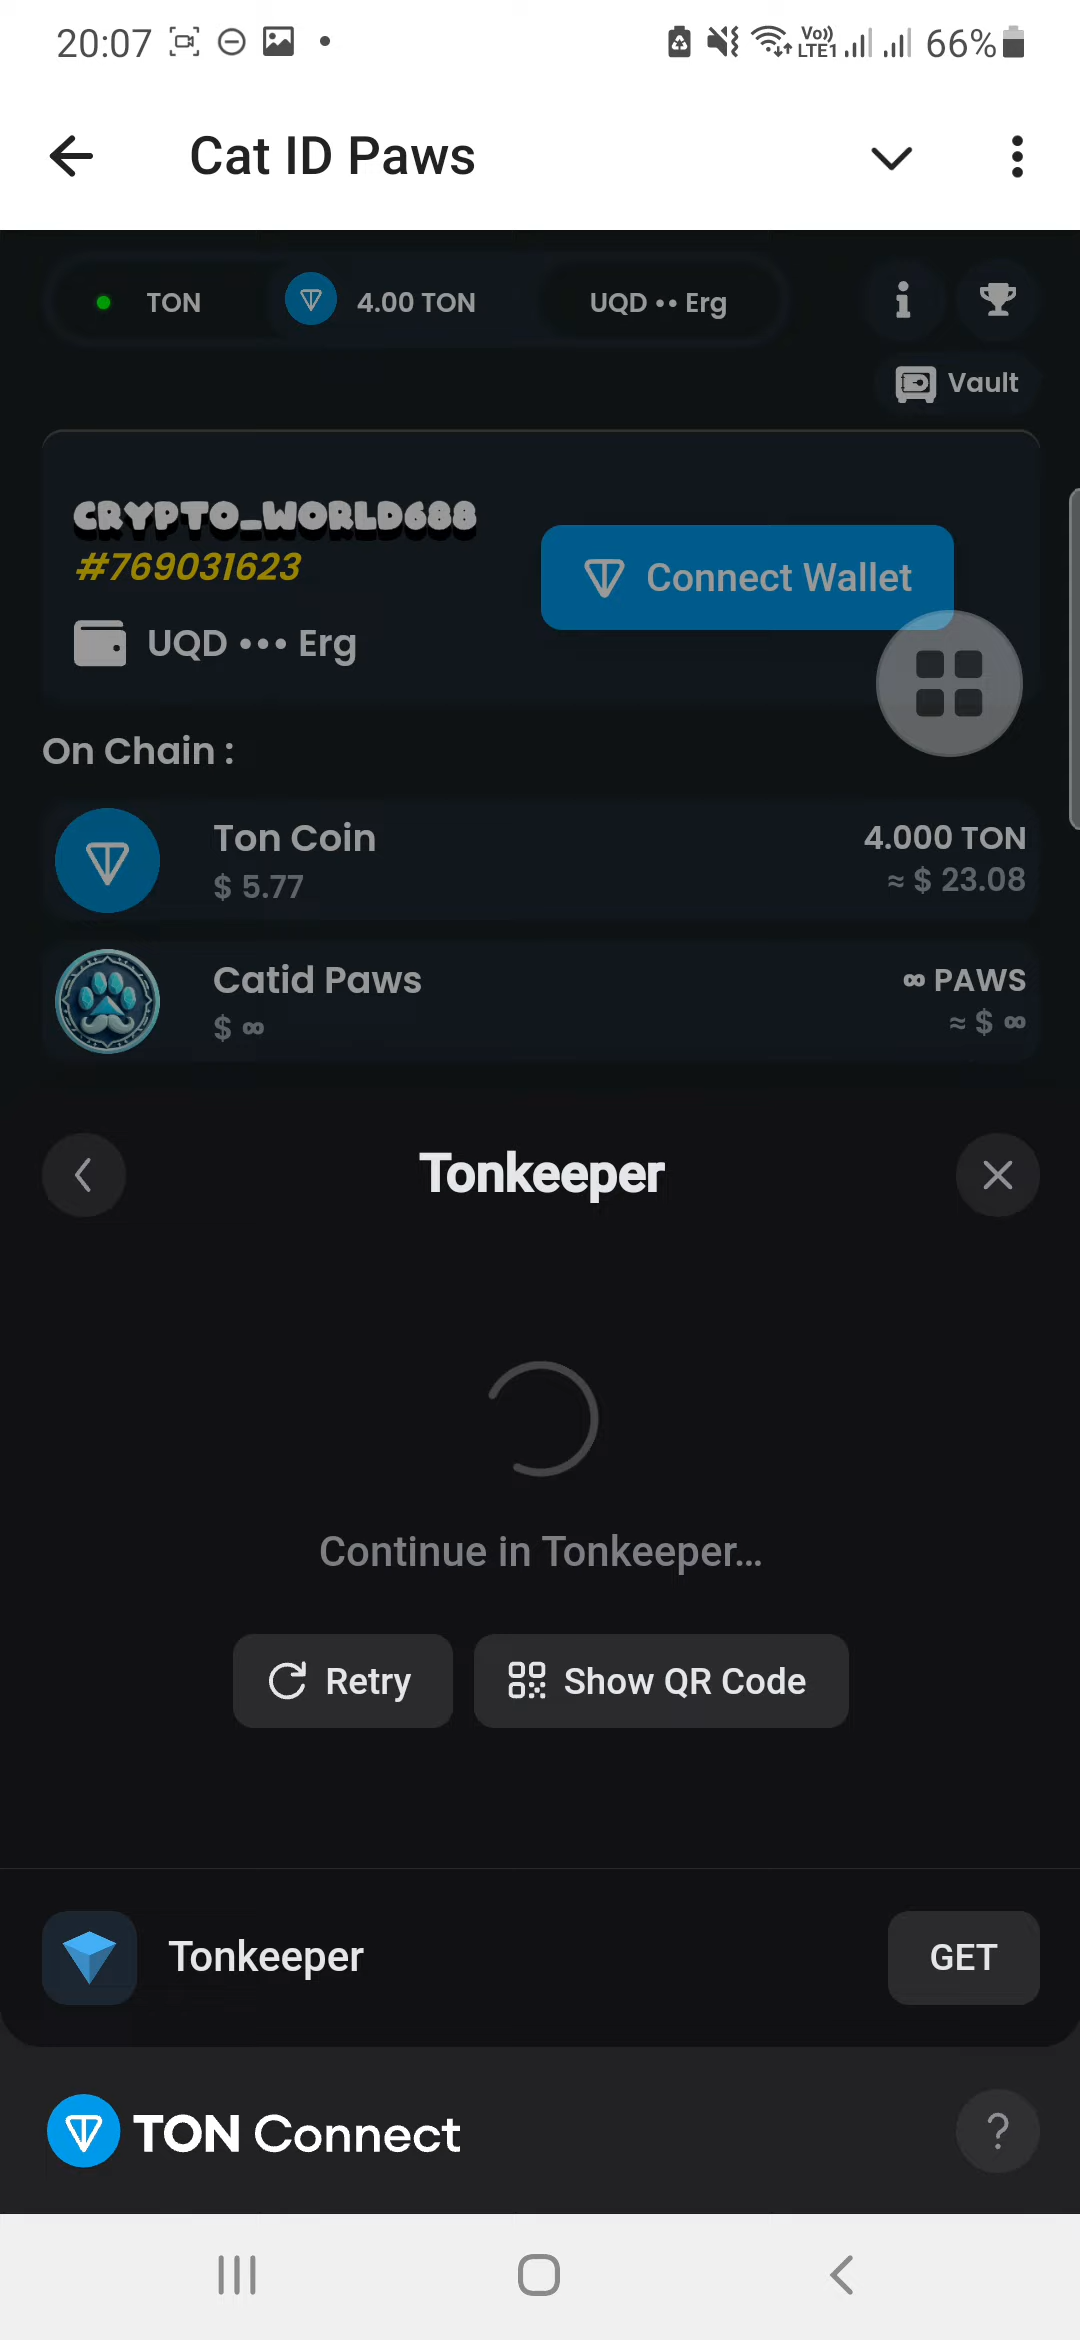 20:07 Vo)) LTE1 66%
Cat ID Paws
TON 4.00 TON UQD •• Erg
Vault
CRYPTO_WORLD688
#769031623
Connect Wallet
UQD ••• Erg
On Chain :
Ton Coin 4.000 TON
$ 5.77 ≈ $ 23.08
Catid Paws ∞ PAWS
$ ∞ ≈ $ ∞
Tonkeeper
Continue in Tonkeeper...
Retry Show QR Code
Tonkeeper GET
TON Connect ?